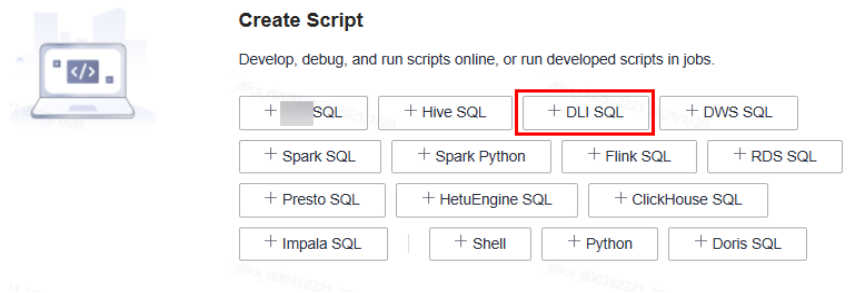 Create Script
Develop, debug, and run scripts online, or run developed scripts in jobs.
+ SQL + Hive SQL + DLI SQL + DWS SQL
+ Spark SQL + Spark Python + Flink SQL + RDS SQL
+ Presto SQL + HetuEngine SQL + ClickHouse SQL
+ Impala SQL + Shell + Python + Doris SQL